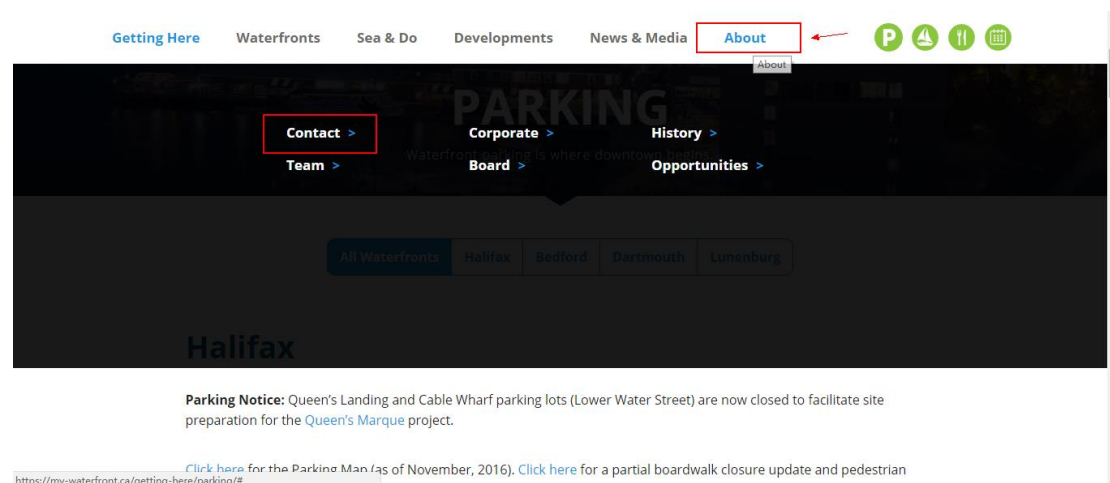 Getting Here Waterfronts Sea & Do Developments News & Media About
P
About
PARKING
Contact > Corporate > History >
Waterfront parking is where downtown begins
Team > Board > Opportunities >
All Waterfronts Halifax Bedford Dartmouth Lunenburg
Halifax
Parking Notice: Queen's Landing and Cable Wharf parking lots (Lower Water Street) are now closed to facilitate site
preparation for the Queen's Marque project.
Click here for the Parking Map (as of November, 2016). Click here for a partial boardwalk closure update and pedestrian
https://my-waterfront.ca/getting-here/parking/#